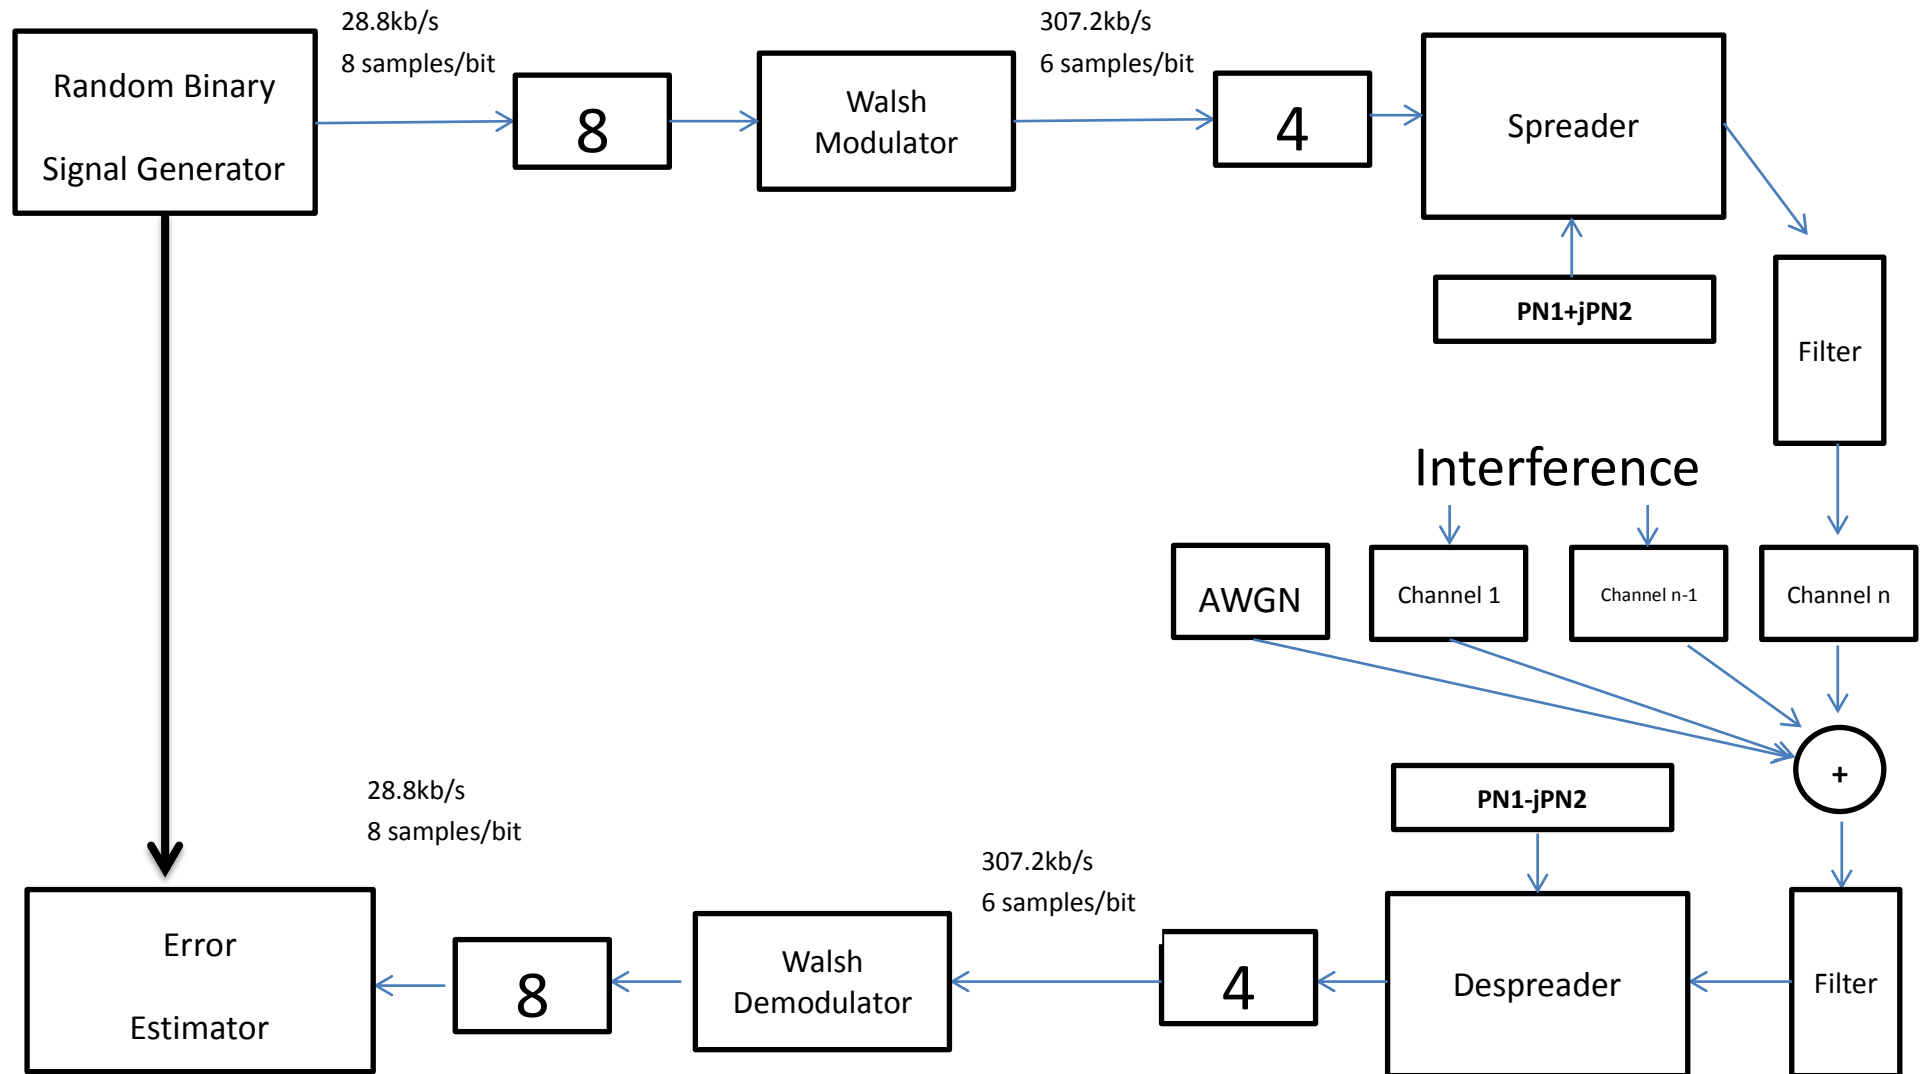 28.8kb/s
8 samples/bit
307.2kb/s
6 samples/bit
Random Binary
Signal Generator
8
Walsh
Modulator
4
Spreader
PN1+jPN2
Filter
Interference
AWGN
Channel 1
Channel n-1
Channel n
+
PN1-jPN2
28.8kb/s
8 samples/bit
307.2kb/s
6 samples/bit
Error
Estimator
8
Walsh
Demodulator
4
Despreader
Filter